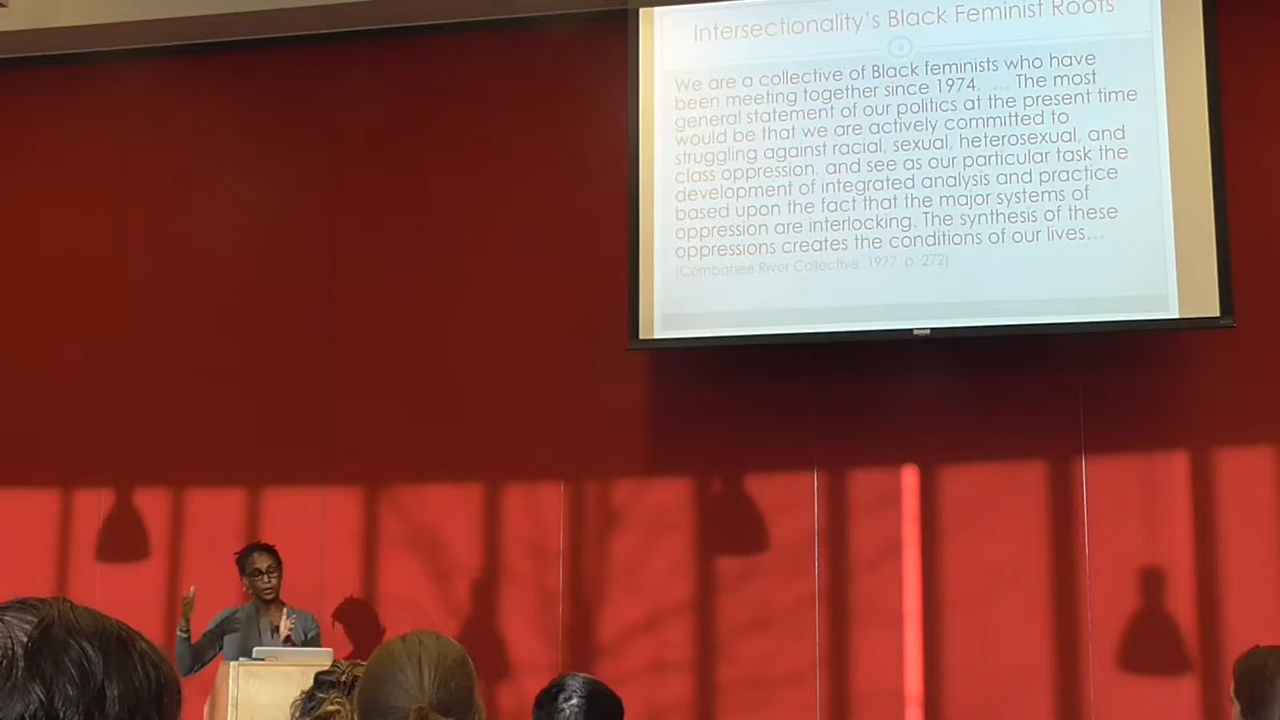 Intersectionality's Black Feminist Roots
We are a collective of Black feminists who have
been meeting together since 1974. ... The most
general statement of our politics at the present time
would be that we are actively committed to
struggling against racial, sexual, heterosexual, and
class oppression, and see as our particular task the
development of integrated analysis and practice
based upon the fact that the major systems of
oppression are interlocking. The synthesis of these
oppressions creates the conditions of our lives...
(Combahee River Collective, 1977, p. 272)